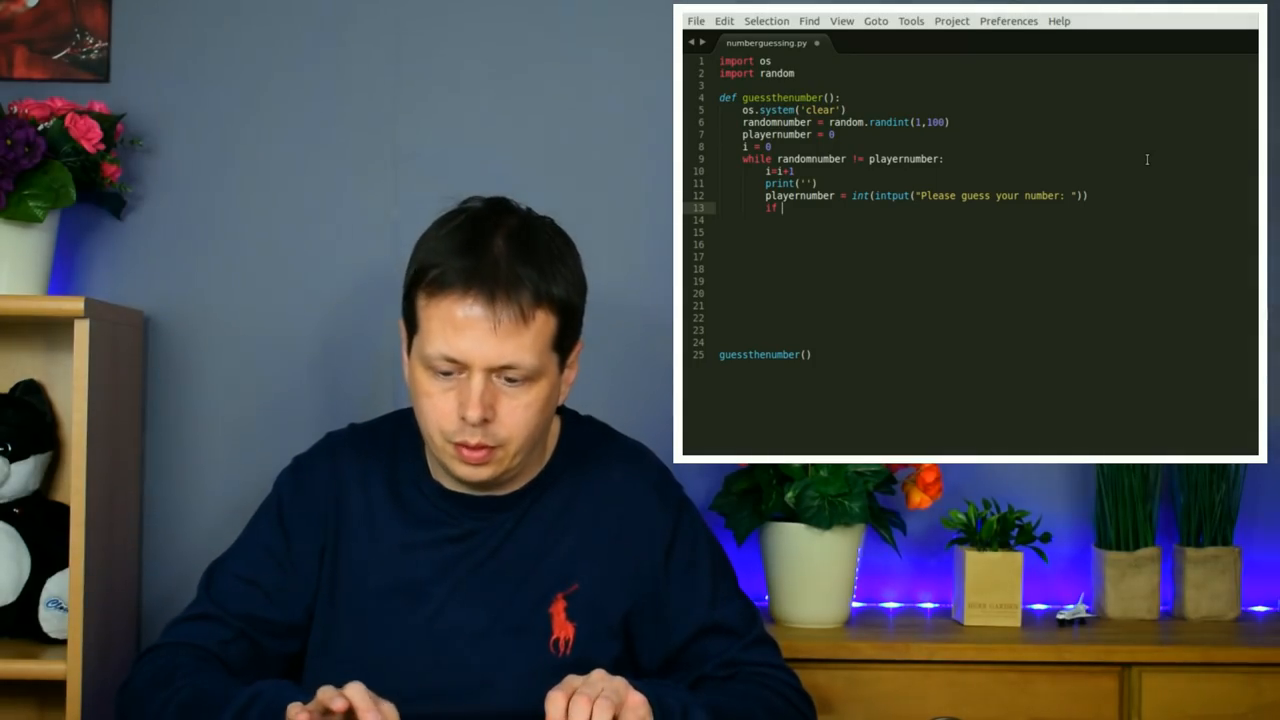 File Edit Selection Find View Goto Tools Project Preferences Help
numberguessing.py
1 import os
2 import random
3
4 def guessthenumber():
5 os.system('clear')
6 randomnumber = random.randint(1,100)
7 playernumber = 0
8 i = 0
9 while randomnumber != playernumber:
10 i=i+1
11 print('')
12 playernumber = int(intput("Please guess your number: "))
13 if
14
15
16
17
18
19
20
21
22
23
24
25 guessthenumber()
HERB GARDEN